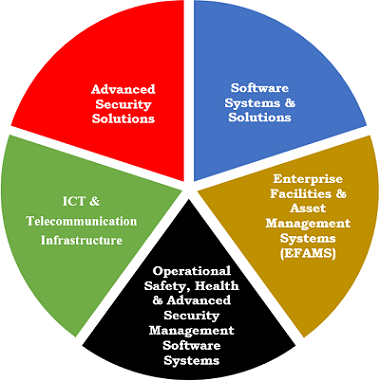 Advanced
Security
Solutions
Software
Systems &
Solutions
Enterprise
Facilities &
Asset
Management
Systems
(EFAMS)
Operational
Safety, Health
& Advanced
Security
Management
Software
Systems
ICT &
Telecommunication
Infrastructure